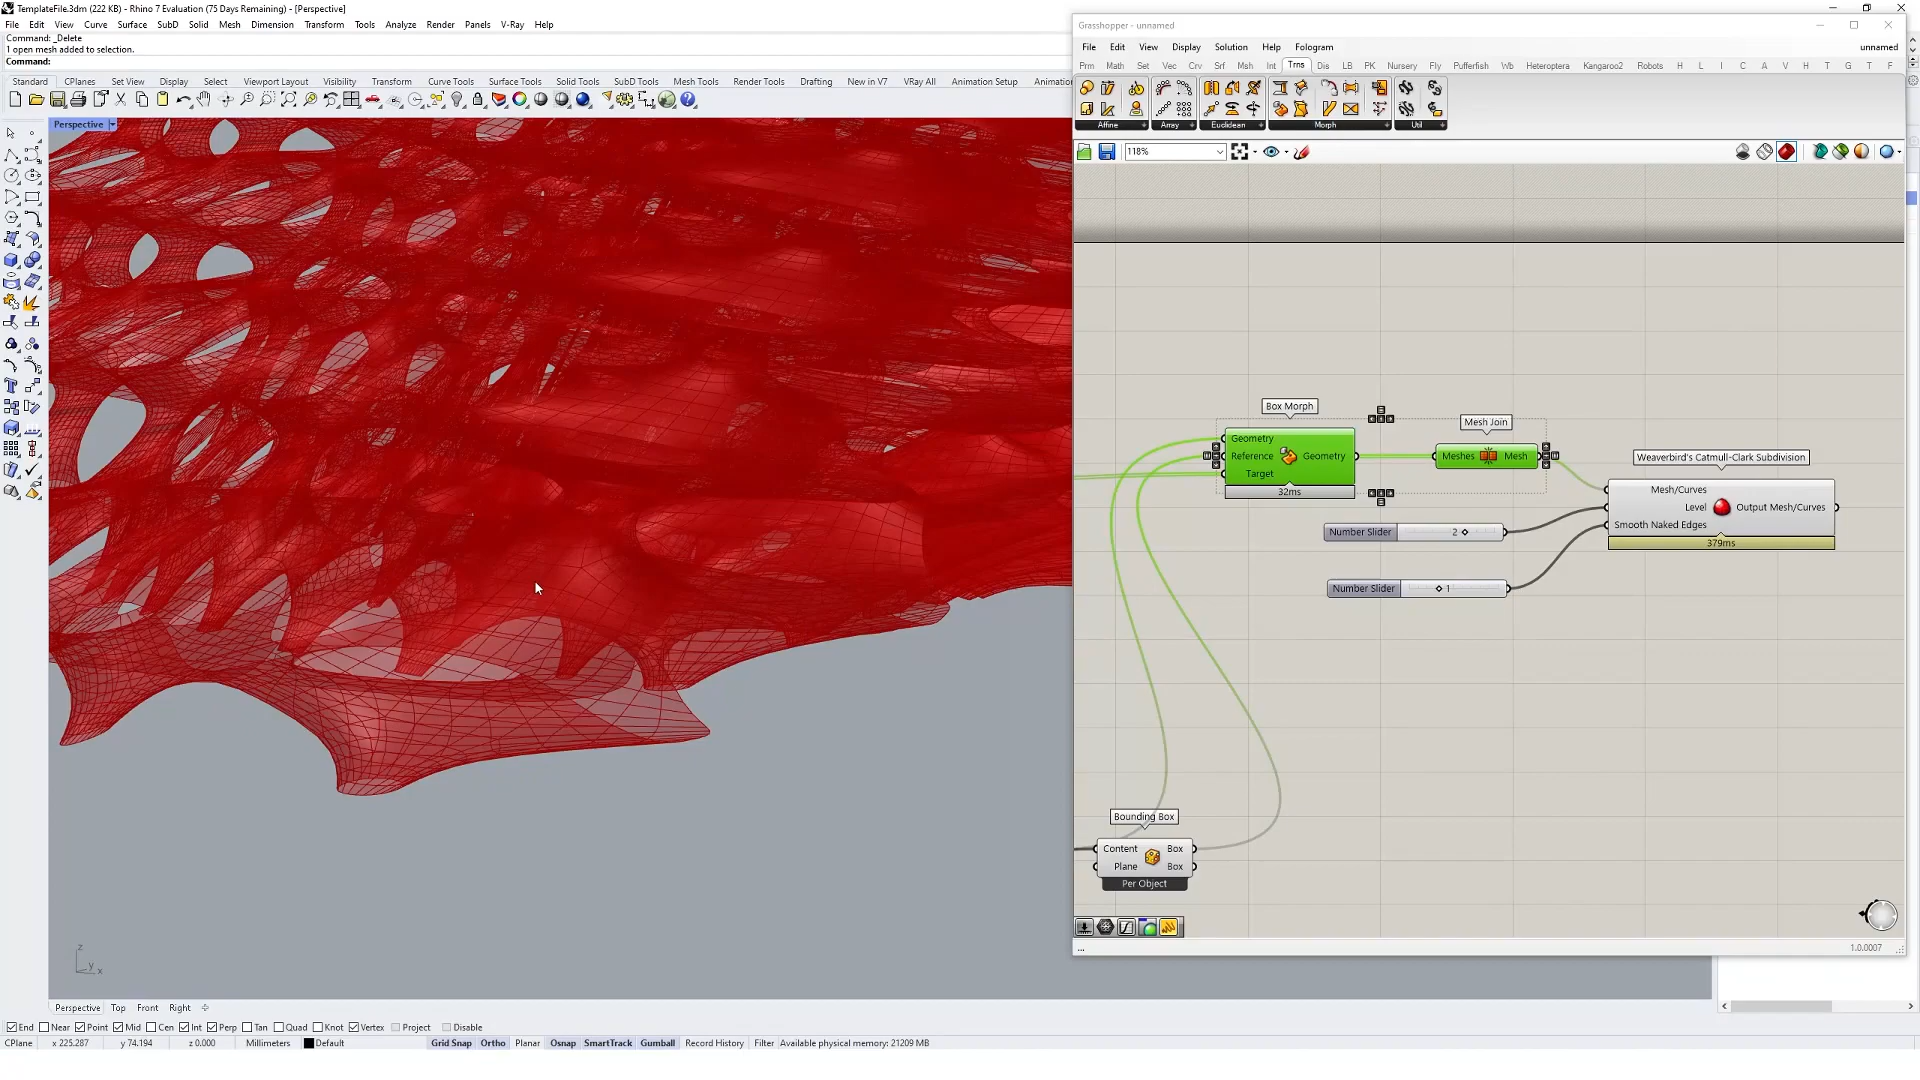 TemplateFile.3dm (222 KB) - Rhino 7 Evaluation (75 Days Remaining) - [Perspective]
File Edit View Curve Surface SubD Solid Mesh Dimension Transform Tools Analyze Render Panels V-Ray Help
Command: _Delete
1 open mesh added to selection.
Command:
Standard CPlanes Set View Display Select Viewport Layout Visibility Transform Curve Tools Surface Tools Solid Tools SubD Tools Mesh Tools Render Tools Drafting New in V7 VRay All Animation Setup Animation
Perspective
Grasshopper - unnamed
File Edit View Display Solution Help Fologram unnamed
Prm Math Set Vec Crv Srf Msh Int Trns Dis LB PK Nursery Fly Pufferfish Wb Heteroptera Kangaroo2 Robots H L I C A V H T G T F
Affine Array Euclidean Morph Util
118%
Box Morph
Geometry
Reference Geometry
Target
32ms
Mesh Join
Meshes Mesh
Weaverbird's Catmull-Clark Subdivision
Mesh/Curves
Level Output Mesh/Curves
Smooth Naked Edges
379ms
Number Slider 2
Number Slider 1
Bounding Box
Content Box
Plane Box
Per Object
... 1.0.0007
z
y x
Perspective Top Front Right
End Near Point Mid Cen Int Perp Tan Quad Knot Vertex Project Disable
CPlane x 225.287 y 74.194 z 0.000 Millimeters Default Grid Snap Ortho Planar Osnap SmartTrack Gumball Record History Filter Available physical memory: 21209 MB